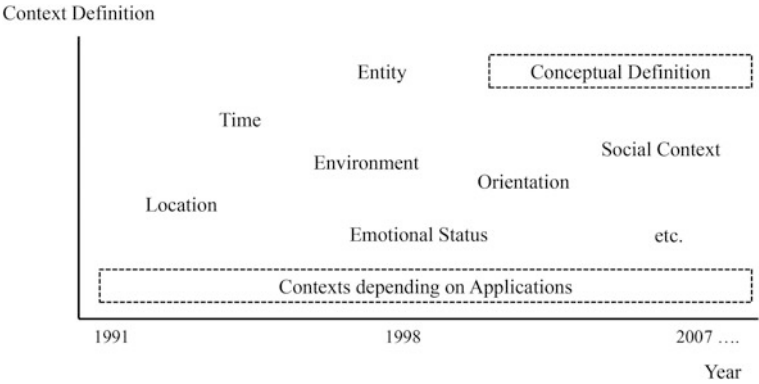 Context Definition
Entity
Conceptual Definition
Time
Social Context
Environment
Orientation
Location
Emotional Status
etc.
Contexts depending on Applications
1991
1998
2007 ....
Year